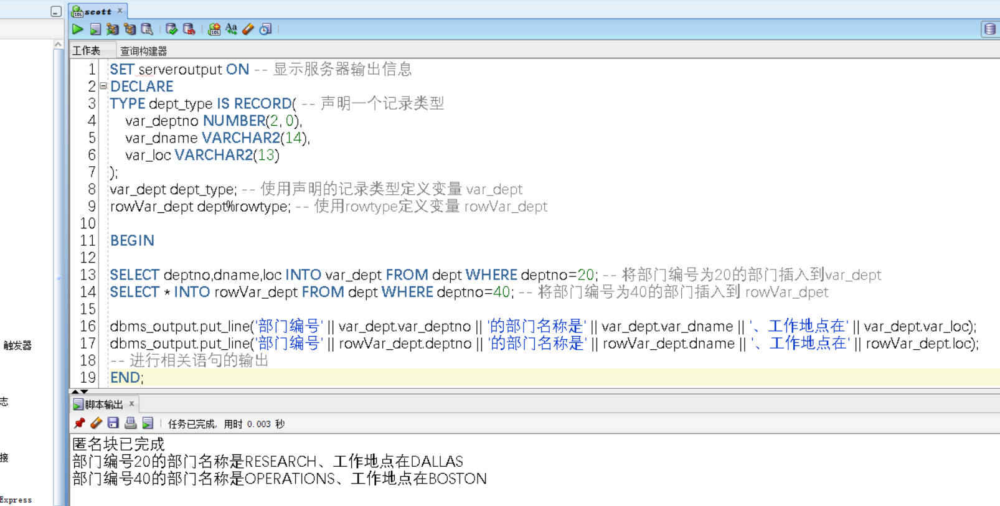 scott
工作表 查询构建器
1 SET serveroutput ON -- 显示服务器输出信息
2 DECLARE
3 TYPE dept_type IS RECORD( -- 声明一个记录类型
4 var_deptno NUMBER(2, 0),
5 var_dname VARCHAR2(14),
6 var_loc VARCHAR2(13)
7 );
8 var_dept dept_type; -- 使用声明的记录类型定义变量 var_dept
9 rowVar_dept dept%rowtype; -- 使用rowtype定义变量 rowVar_dept
10
11 BEGIN
12
13 SELECT deptno,dname,loc INTO var_dept FROM dept WHERE deptno=20; -- 将部门编号为20的部门插入到var_dept
14 SELECT * INTO rowVar_dept FROM dept WHERE deptno=40; -- 将部门编号为40的部门插入到 rowVar_dpet
15
16 dbms_output.put_line('部门编号' || var_dept.var_deptno || '的部门名称是' || var_dept.var_dname || '、工作地点在' || var_dept.var_loc);
17 dbms_output.put_line('部门编号' || rowVar_dept.deptno || '的部门名称是' || rowVar_dept.dname || '、工作地点在' || rowVar_dept.loc);
18 -- 进行相关语句的输出
19 END;
触发器
志
接
Express
脚本输出
任务已完成, 用时 0.003 秒
匿名块已完成
部门编号20的部门名称是RESEARCH、工作地点在DALLAS
部门编号40的部门名称是OPERATIONS、工作地点在BOSTON